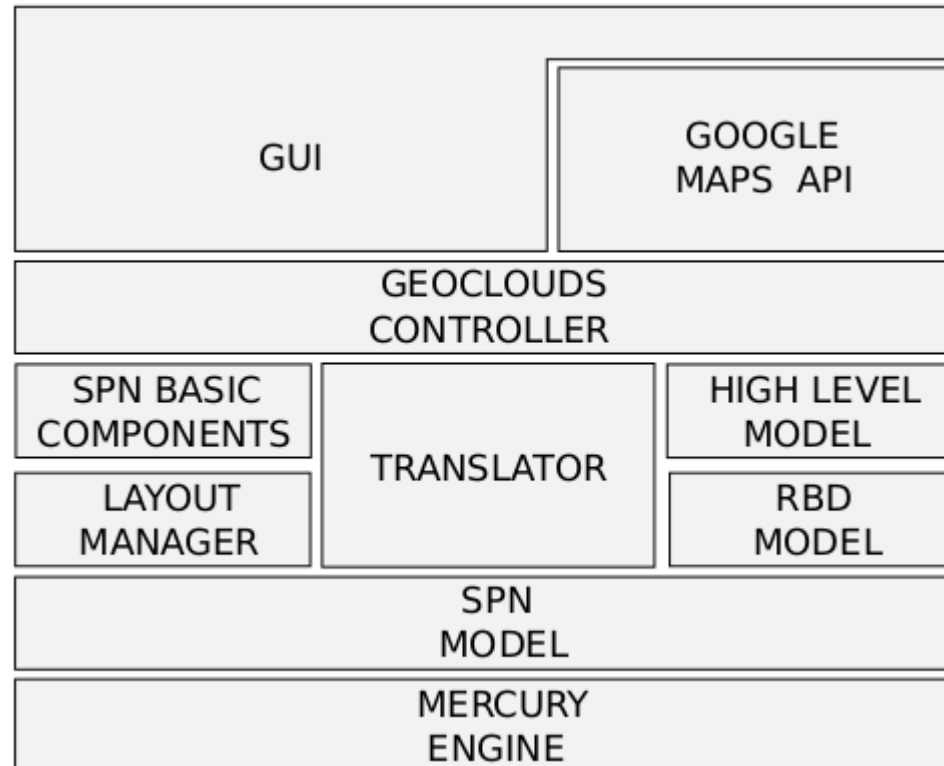 GUI
GOOGLE
MAPS API
GEOCLOUDS
CONTROLLER
SPN BASIC
COMPONENTS
TRANSLATOR
HIGH LEVEL
MODEL
LAYOUT
MANAGER
RBD
MODEL
SPN
MODEL
MERCURY
ENGINE